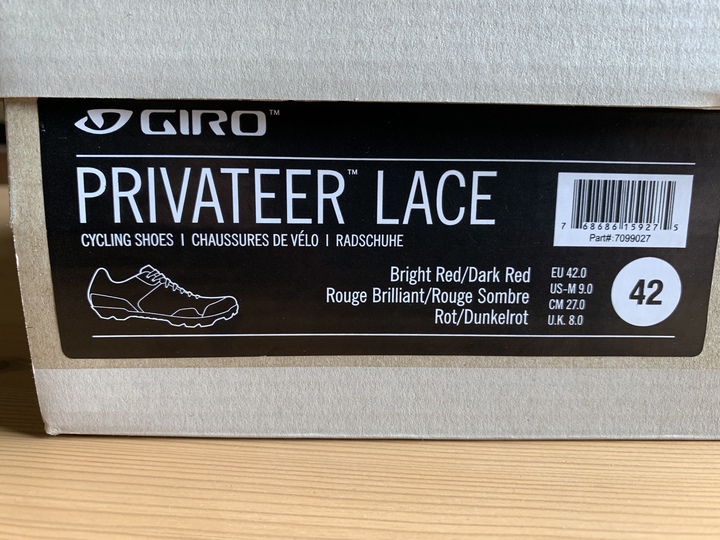 GIRO™
PRIVATEER™ LACE
CYCLING SHOES | CHAUSSURES DE VÉLO | RADSCHUHE
7 68686 15927 5
Part#:7099027
Bright Red/Dark Red
Rouge Brilliant/Rouge Sombre
Rot/Dunkelrot
EU 42.0
US-M 9.0
CM 27.0
U.K. 8.0
42